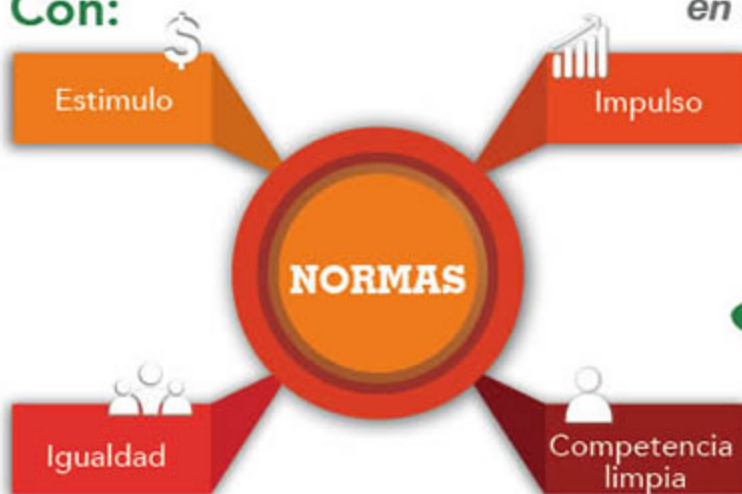 Con:
en
$
Estimulo
Impulso
NORMAS
Igualdad
Competencia
limpia